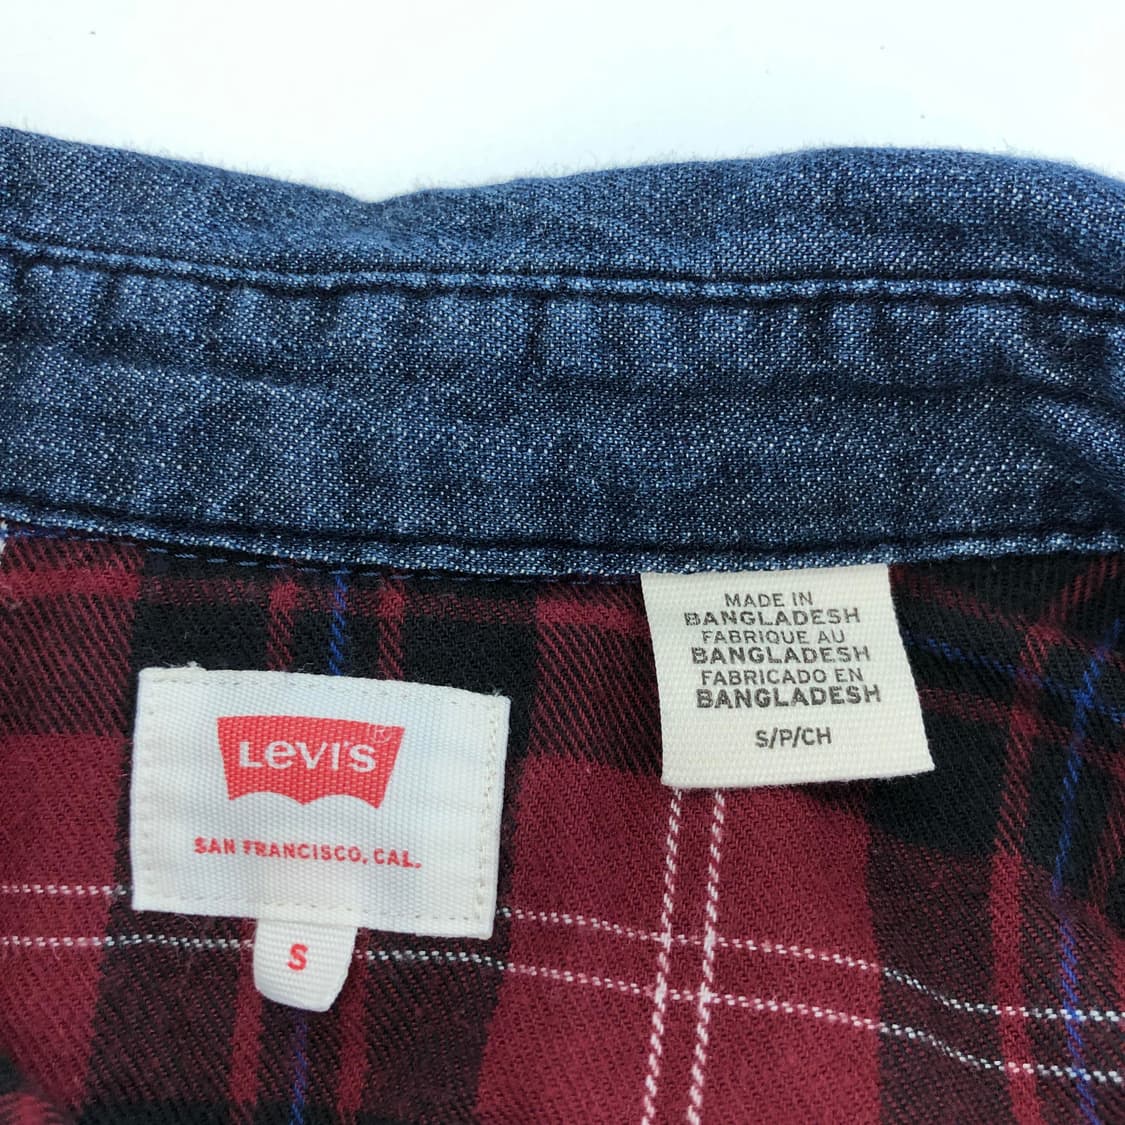 LEVI'S®
SAN FRANCISCO, CAL.
S
MADE IN
BANGLADESH
FABRIQUE AU
BANGLADESH
FABRICADO EN
BANGLADESH
S/P/CH